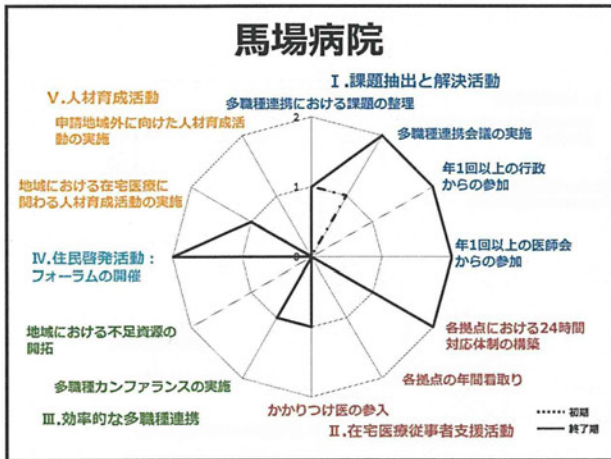 馬場病院
Ⅰ.課題抽出と解決活動
Ⅴ.人材育成活動
多職種連携における課題の整理
申請地域外に向けた人材育成活
動の実施
2
多職種連携会議の実施
年1回以上の行政
からの参加
地域における在宅医療に
関わる人材育成活動の実施
1
Ⅳ.住民啓発活動：
フォーラムの開催
0
年1回以上の医師会
からの参加
地域における不足資源の
開拓
各拠点における24時間
対応体制の構築
多職種カンファランスの実施
各拠点の年間看取り
Ⅲ.効率的な多職種連携
かかりつけ医の参入
Ⅱ.在宅医療従事者支援活動
初期
終了期